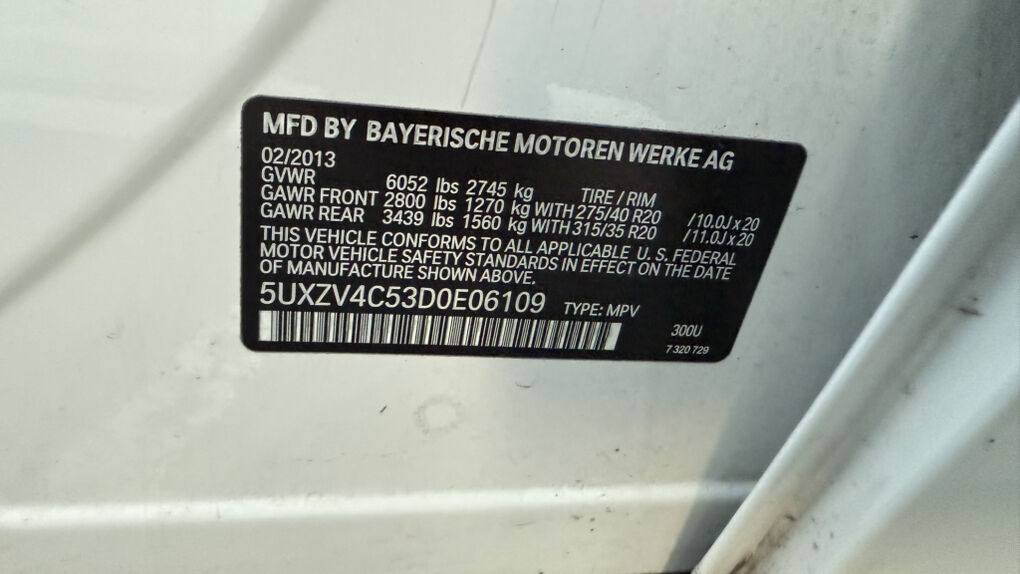 MFD BY BAYERISCHE MOTOREN WERKE AG
02/2013
GVWR 6052 lbs 2745 kg TIRE / RIM
GAWR FRONT 2800 lbs 1270 kg WITH 275/40 R20 /10.0J x 20
GAWR REAR 3439 lbs 1560 kg WITH 315/35 R20 /11.0J x 20
THIS VEHICLE CONFORMS TO ALL APPLICABLE U. S. FEDERAL
MOTOR VEHICLE SAFETY STANDARDS IN EFFECT ON THE DATE
OF MANUFACTURE SHOWN ABOVE.
5UXZV4C53D0E06109 TYPE: MPV
300U
7 320 729